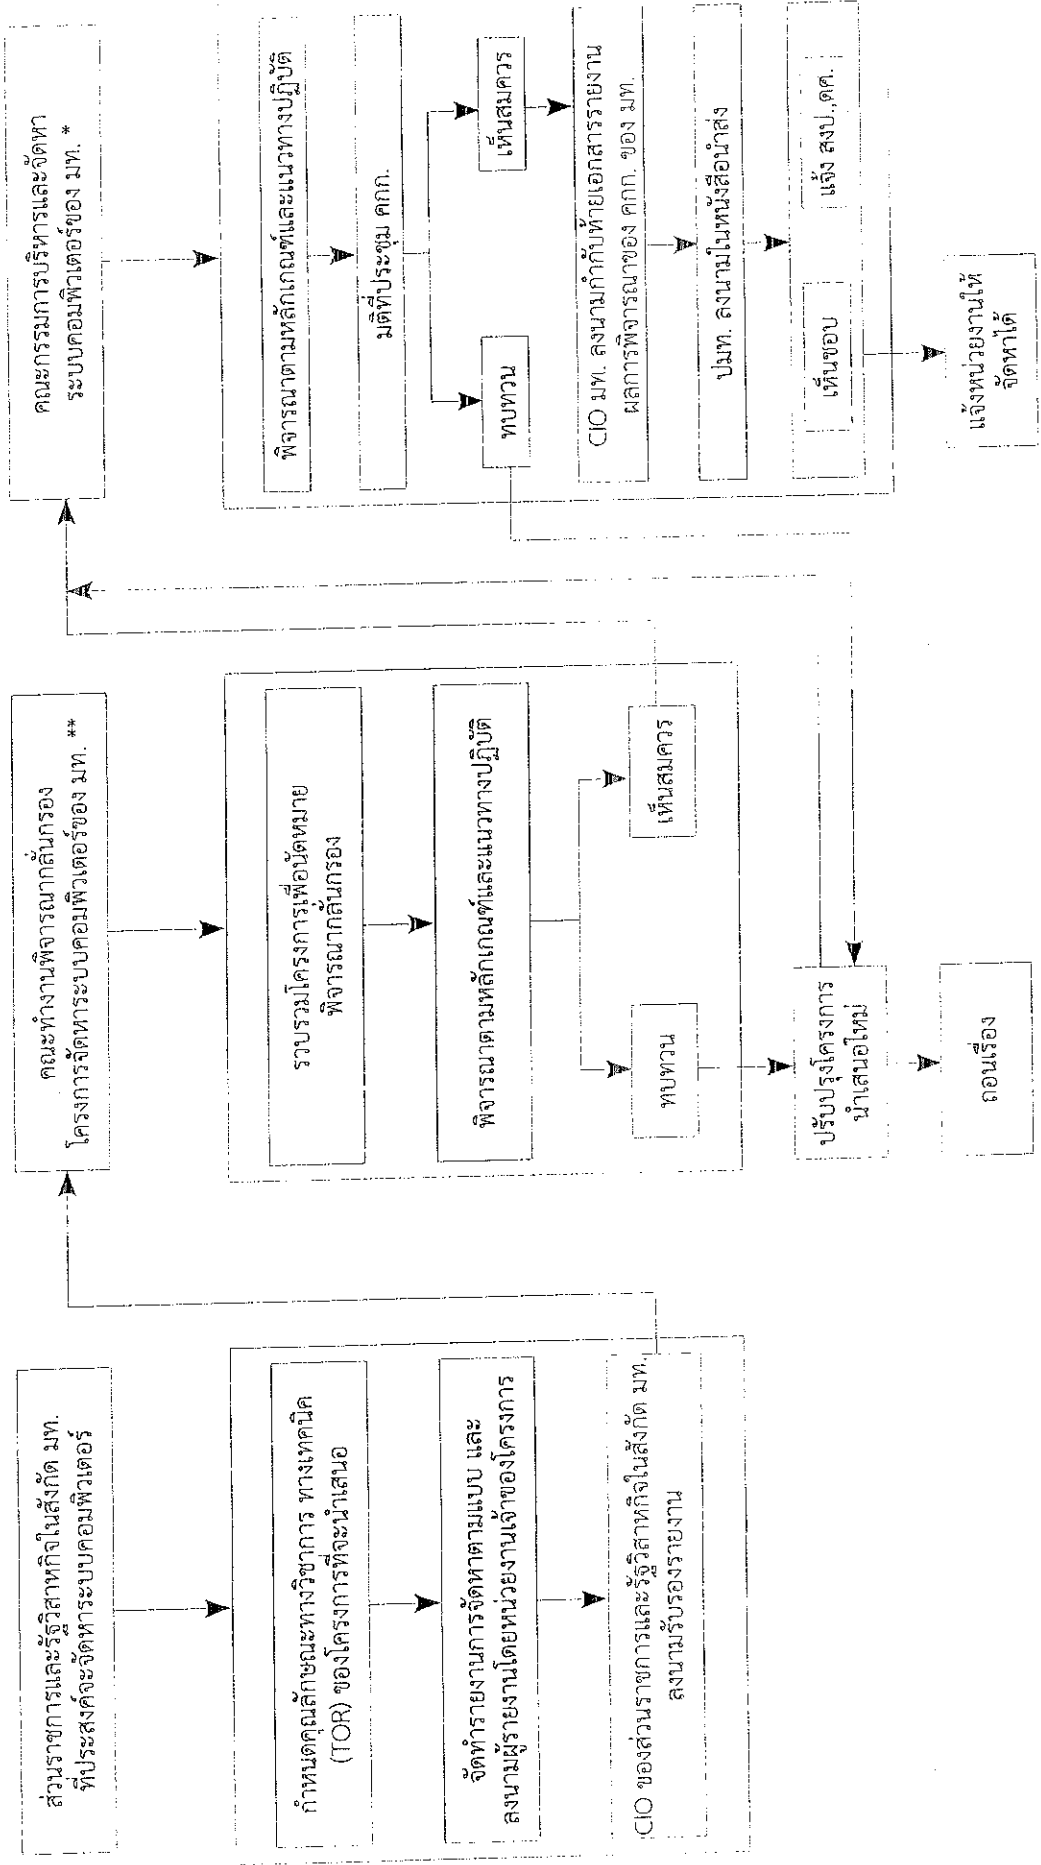 ส่วนราชการและรัฐวิสาหกิจในสังกัด มท.
ที่ประสงค์จะจัดหาระบบคอมพิวเตอร์
กำหนดคุณลักษณะทางวิชาการ ทางเทคนิค
(TOR) ของโครงการที่จะนำเสนอ
จัดทำรายงานการจัดหาตามแบบ และ
ลงนามผู้รายงานโดยหน่วยงานเจ้าของโครงการ
CIO ของส่วนราชการและรัฐวิสาหกิจในสังกัด มท.
ลงนามรับรองรายงาน
คณะทำงานพิจารณากลั่นกรอง
โครงการจัดหาระบบคอมพิวเตอร์ของ มท. **
รวบรวมโครงการเพื่อนัดหมาย
พิจารณากลั่นกรอง
พิจารณาตามหลักเกณฑ์และแนวทางปฏิบัติ
ทบทวน
เห็นสมควร
ปรับปรุงโครงการ
นำเสนอใหม่
ถอนเรื่อง
คณะกรรมการบริหารและจัดหา
ระบบคอมพิวเตอร์ของ มท. *
พิจารณาตามหลักเกณฑ์และแนวทางปฏิบัติ
มติที่ประชุม คกก.
ทบทวน
เห็นสมควร
CIO มท. ลงนามกำกับท้ายเอกสารรายงาน
ผลการพิจารณาของ คกก. ของ มท.
ปมท. ลงนามในหนังสือนำส่ง
เห็นชอบ
แจ้ง สงป.,ดศ.
แจ้งหน่วยงานให้
จัดหาได้